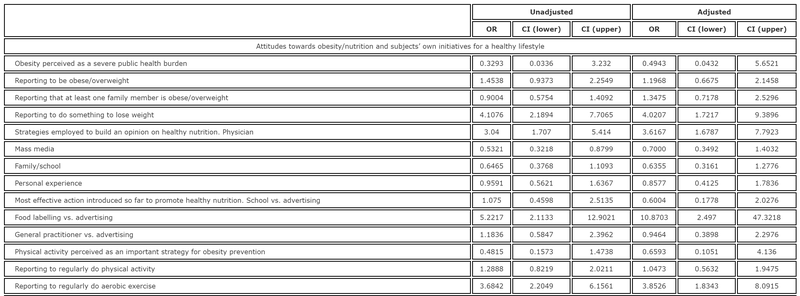 Unadjusted Adjusted
OR CI (lower) CI (upper) OR CI (lower) CI (upper)
Attitudes towards obesity/nutrition and subjects' own initiatives for a healthy lifestyle
Obesity perceived as a severe public health burden 0.3293 0.0336 3.232 0.4943 0.0432 5.6521
Reporting to be obese/overweight 1.4538 0.9373 2.2549 1.1968 0.6675 2.1458
Reporting that at least one family member is obese/overweight 0.9004 0.5754 1.4092 1.3475 0.7178 2.5296
Reporting to do something to lose weight 4.1076 2.1894 7.7065 4.0207 1.7217 9.3896
Strategies employed to build an opinion on healthy nutrition. Physician 3.04 1.707 5.414 3.6167 1.6787 7.7923
Mass media 0.5321 0.3218 0.8799 0.7000 0.3492 1.4032
Family/school 0.6465 0.3768 1.1093 0.6355 0.3161 1.2776
Personal experience 0.9591 0.5621 1.6367 0.8577 0.4125 1.7836
Most effective action introduced so far to promote healthy nutrition. School vs. advertising 1.075 0.4598 2.5135 0.6004 0.1778 2.0276
Food labelling vs. advertising 5.2217 2.1133 12.9021 10.8703 2.497 47.3218
General practitioner vs. advertising 1.1836 0.5847 2.3962 0.9464 0.3898 2.2976
Physical activity perceived as an important strategy for obesity prevention 0.4815 0.1573 1.4738 0.6593 0.1051 4.136
Reporting to regularly do physical activity 1.2888 0.8219 2.0211 1.0473 0.5632 1.9475
Reporting to regularly do aerobic exercise 3.6842 2.2049 6.1561 3.8526 1.8343 8.0915